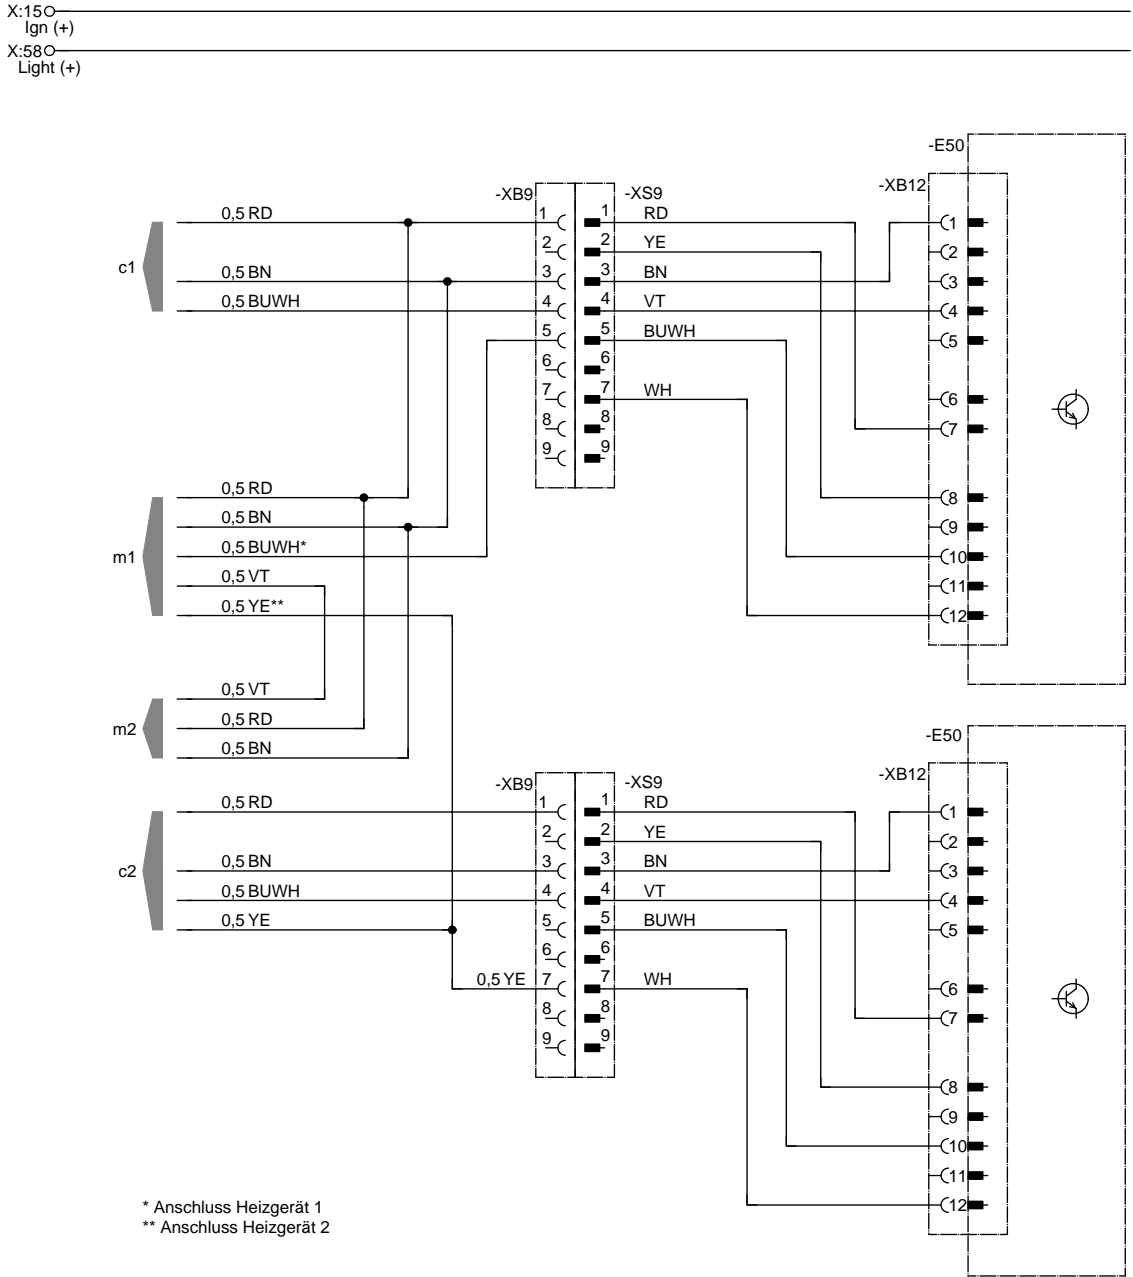 X:15
Ign (+)
X:58
Light (+)
-E50
-XB12
-XB9
-XS9
c1
0,5 RD
0,5 BN
0,5 BUWH
1
2
3
4
5
6
7
8
9
1
2
3
4
5
6
7
8
9
RD
YE
BN
VT
BUWH
WH
1
2
3
4
5
6
7
8
9
10
11
12
m1
0,5 RD
0,5 BN
0,5 BUWH*
0,5 VT
0,5 YE**
m2
0,5 VT
0,5 RD
0,5 BN
-E50
-XB12
-XB9
-XS9
c2
0,5 RD
0,5 BN
0,5 BUWH
0,5 YE
0,5 YE
1
2
3
4
5
6
7
8
9
1
2
3
4
5
6
7
8
9
RD
YE
BN
VT
BUWH
WH
1
2
3
4
5
6
7
8
9
10
11
12
* Anschluss Heizgerät 1
** Anschluss Heizgerät 2